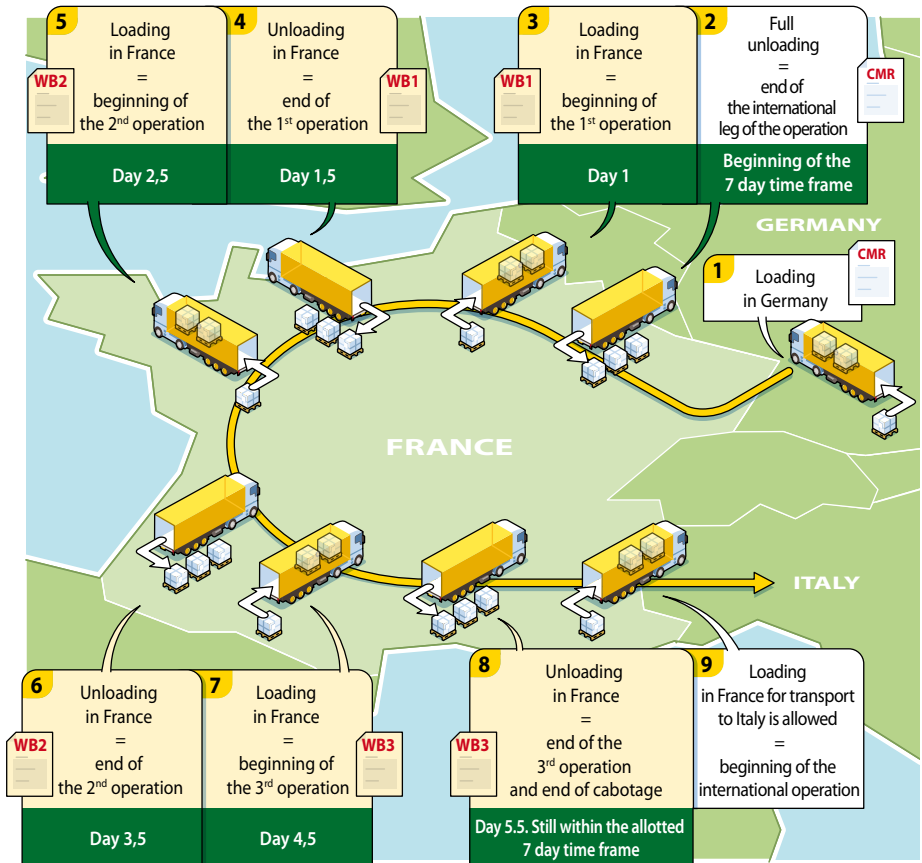 5
Loading
in France
=
beginning of
the 2nd operation
WB2
Day 2,5
4
Unloading
in France
=
end of
the 1st operation
WB1
Day 1,5
3
Loading
in France
=
beginning of
the 1st operation
WB1
Day 1
2
Full
unloading
=
end of
the international
leg of the operation
CMR
Beginning of the
7 day time frame
GERMANY
1
Loading
in Germany
CMR
FRANCE
ITALY
6
Unloading
in France
=
end of
the 2nd operation
WB2
Day 3,5
7
Loading
in France
=
beginning of
the 3rd operation
WB3
Day 4,5
8
Unloading
in France
=
end of the
3rd operation
and end of cabotage
WB3
Day 5.5. Still within the allotted
7 day time frame
9
Loading
in France for transport
to Italy is allowed
=
beginning of the
international operation